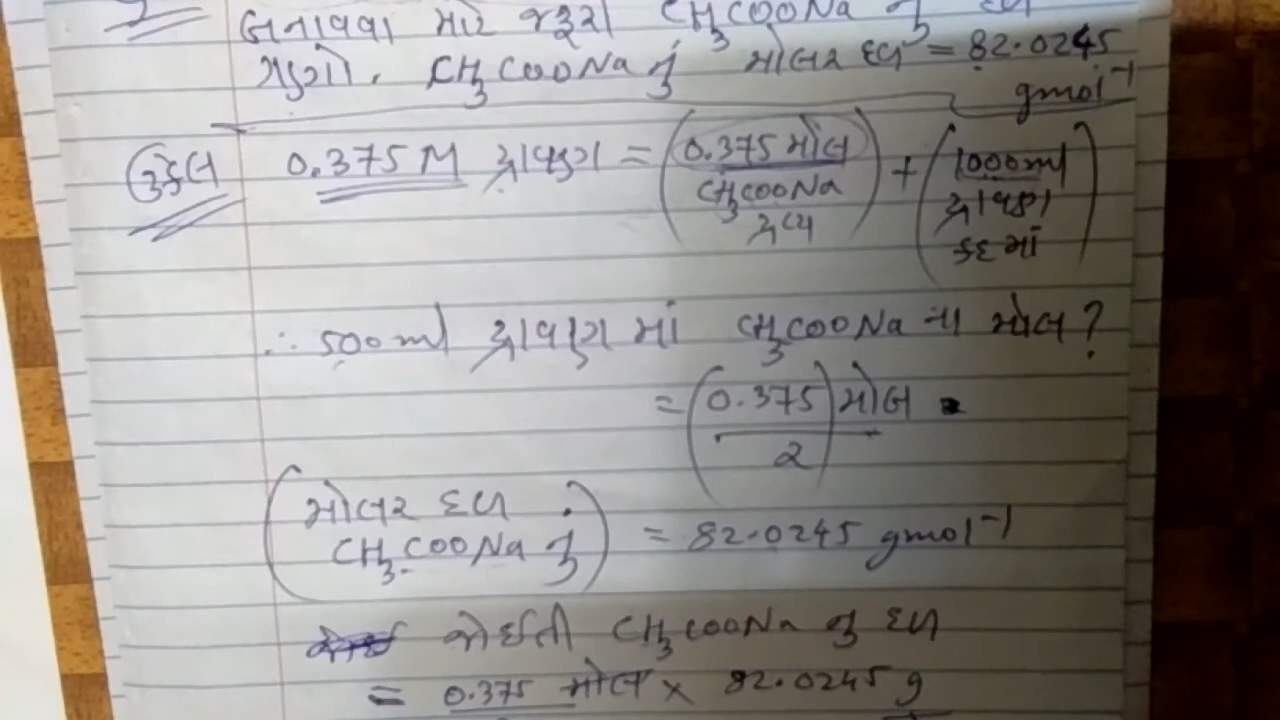 બનાવવા માટે જરૂરી CH3COONa નું દળ
ગણો. CH3COONa નું મોલર દળ = 82.0245
gmol-1
ઉકેલ 0.375 M દ્રાવણ = (0.375 મોલ CH3COONa દ્રવ્ય) + (1000ml દ્રાવણ કદ માં)
∴ 500ml દ્રાવણ માં CH3COONa ના મોલ?
= (0.375/2) મોલ
(મોલર દળ CH3COONa નું) = 82.0245 gmol-1
જોઈતી CH3COONa નું દળ
= 0.375 મોલ × 82.0245 g